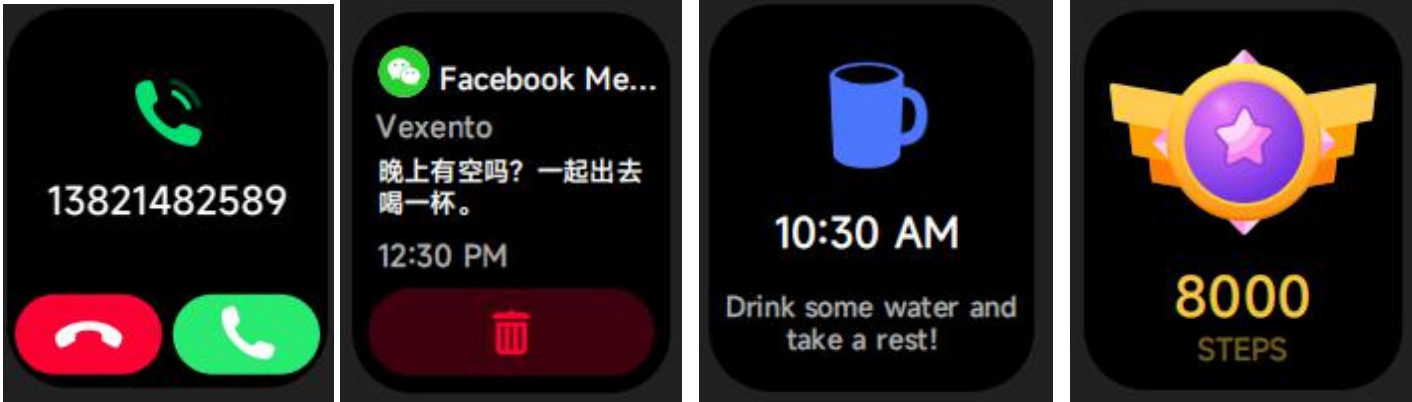 13821482589
Facebook Me...
Vexento
晚上有空吗？一起出去
喝一杯。
12:30 PM
10:30 AM
Drink some water and
take a rest!
8000
STEPS